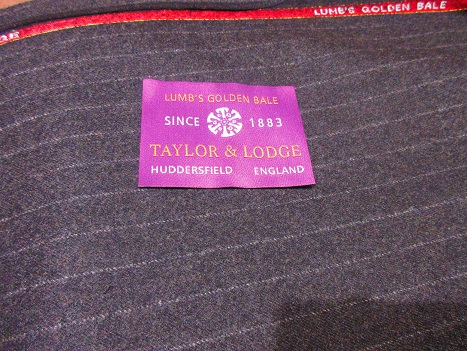 LUMB'S GOLDEN BALE
LUMB'S GOLDEN BALE
SINCE 1883
TAYLOR & LODGE
HUDDERSFIELD ENGLAND